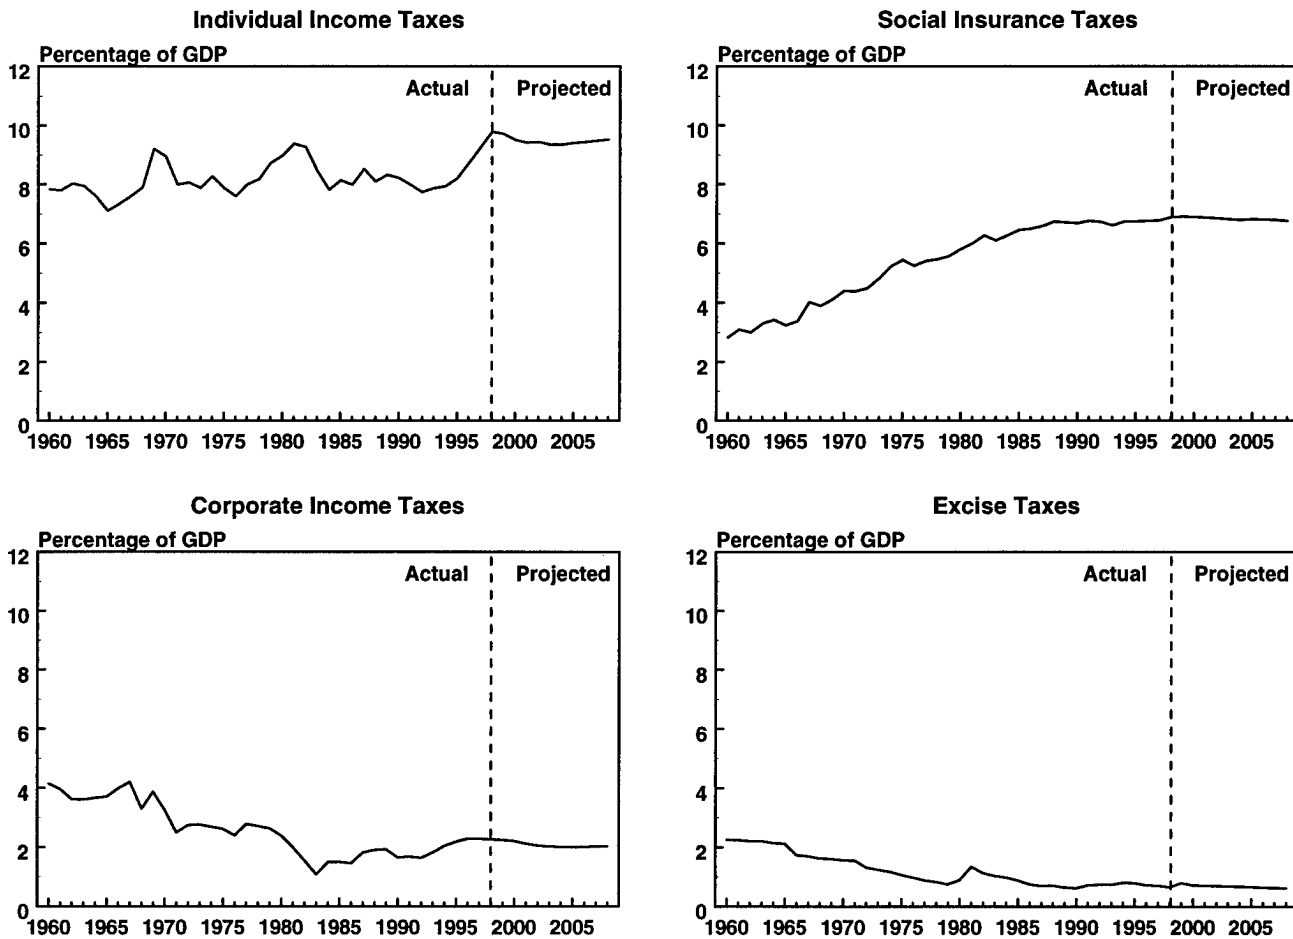 Individual Income Taxes
Percentage of GDP
12
10
8
6
4
2
0
Actual
Projected
1960 1965 1970 1975 1980 1985 1990 1995 2000 2005
Social Insurance Taxes
Percentage of GDP
12
10
8
6
4
2
0
Actual
Projected
1960 1965 1970 1975 1980 1985 1990 1995 2000 2005
Corporate Income Taxes
Percentage of GDP
12
10
8
6
4
2
0
Actual
Projected
1960 1965 1970 1975 1980 1985 1990 1995 2000 2005
Excise Taxes
Percentage of GDP
12
10
8
6
4
2
0
Actual
Projected
1960 1965 1970 1975 1980 1985 1990 1995 2000 2005